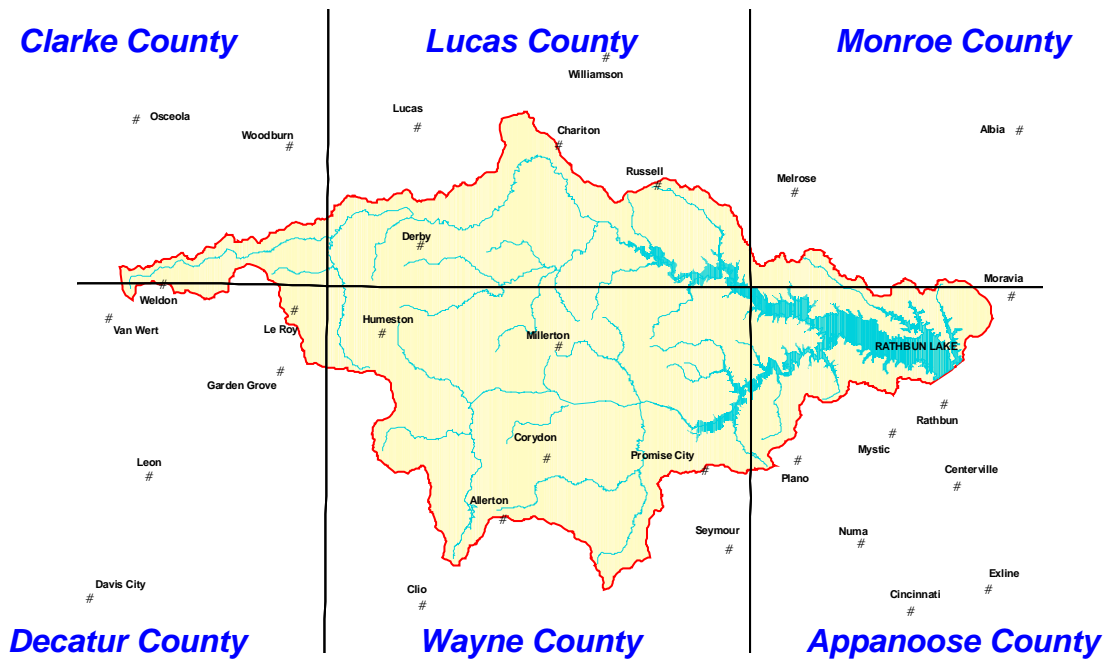 Clarke County
Lucas County
Monroe County
Williamson
Lucas
Osceola
Woodburn
Chariton
Albia
Russell
Melrose
Derby
Moravia
Weldon
Van Wert
Le Roy
Humeston
Millerton
RATHBUN LAKE
Garden Grove
Rathbun
Corydon
Mystic
Promise City
Leon
Plano
Centerville
Allerton
Seymour
Numa
Davis City
Clio
Exline
Cincinnati
Decatur County
Wayne County
Appanoose County